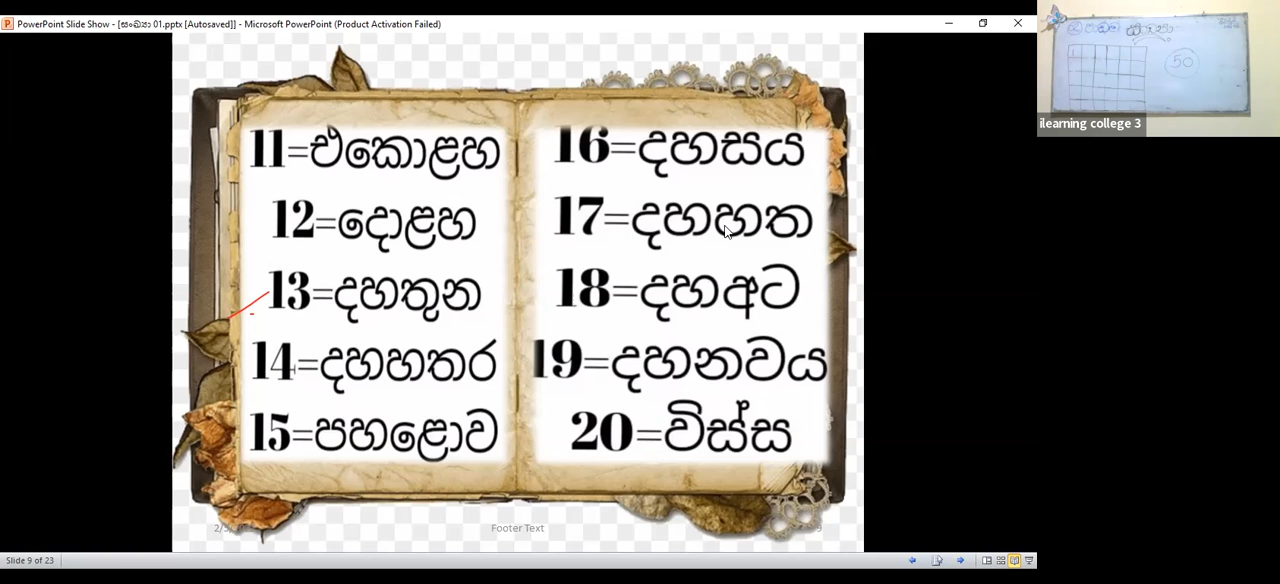 PowerPoint Slide Show - [සංඛ්‍යා 01.pptx [Autosaved]] - Microsoft PowerPoint (Product Activation Failed)
11=එකොළහ
12=දොළහ
13=දහතුන
14=දහහතර
15=පහළොව
16=දහසය
17=දහහත
18=දහඅට
19=දහනවය
20=විස්ස
Footer Text
Slide 9 of 23
50
ilearning college 3